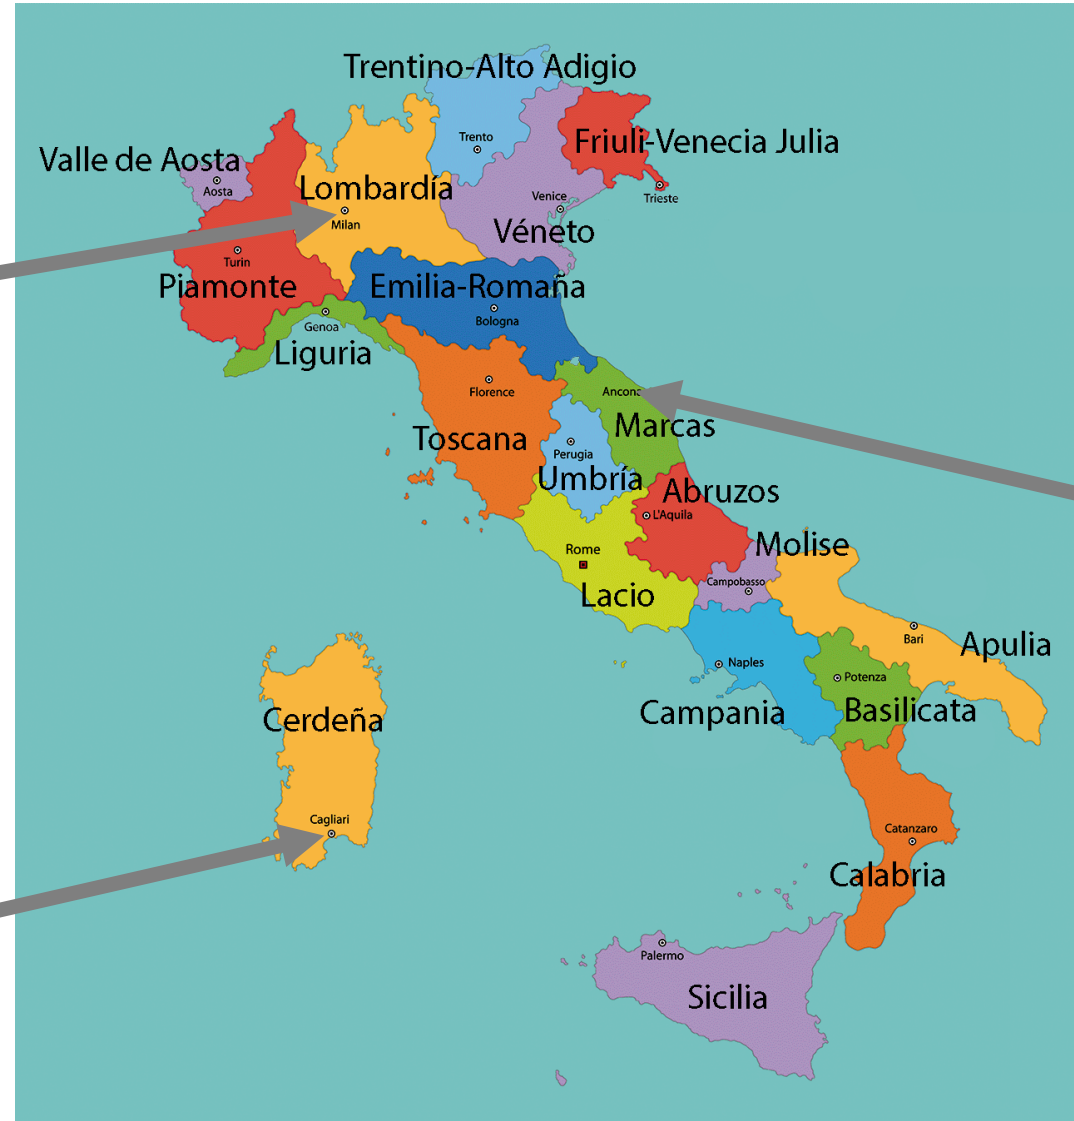 Trentino-Alto Adigio
Trento
Friuli-Venecia Julia
Valle de Aosta
Aosta
Lombardía
Milan
Venice
Trieste
Véneto
Turin
Piamonte
Emilia-Romaña
Bologna
Genoa
Liguria
Florence
Ancona
Marcas
Toscana
Perugia
Umbría
Abruzos
L'Aquila
Rome
Molise
Campobasso
Lacio
Bari
Apulia
Naples
Potenza
Campania
Basilicata
Cerdeña
Cagliari
Catanzaro
Calabria
Palermo
Sicilia